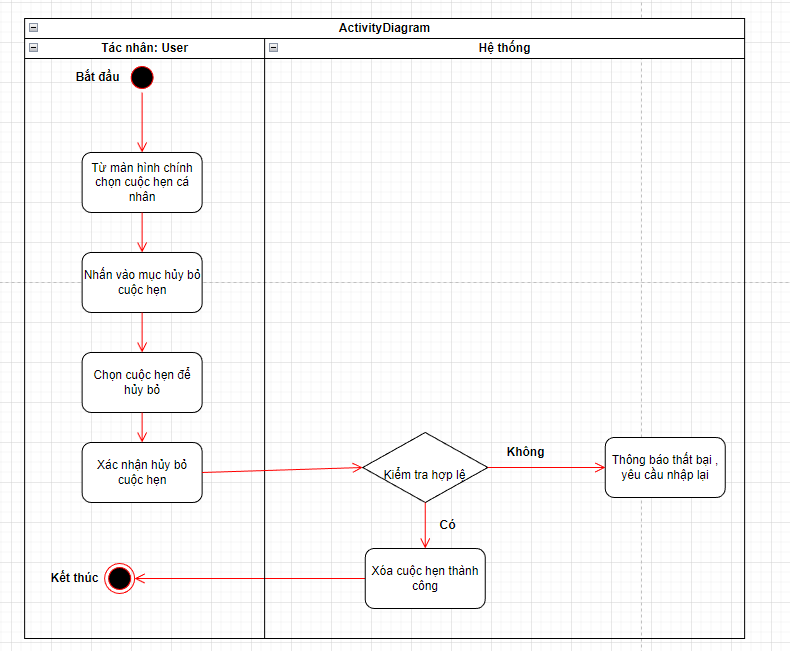 ActivityDiagram
Tác nhân: User
Hệ thống
Bắt đầu
Từ màn hình chính
chọn cuộc hẹn cá
nhân
Nhấn vào mục hủy bỏ
cuộc hẹn
Chọn cuộc hẹn để
hủy bỏ
Xác nhận hủy bỏ
cuộc hẹn
Kiểm tra hợp lệ
Không
Thông báo thất bại ,
yêu cầu nhập lại
Có
Xóa cuộc hẹn thành
công
Kết thúc